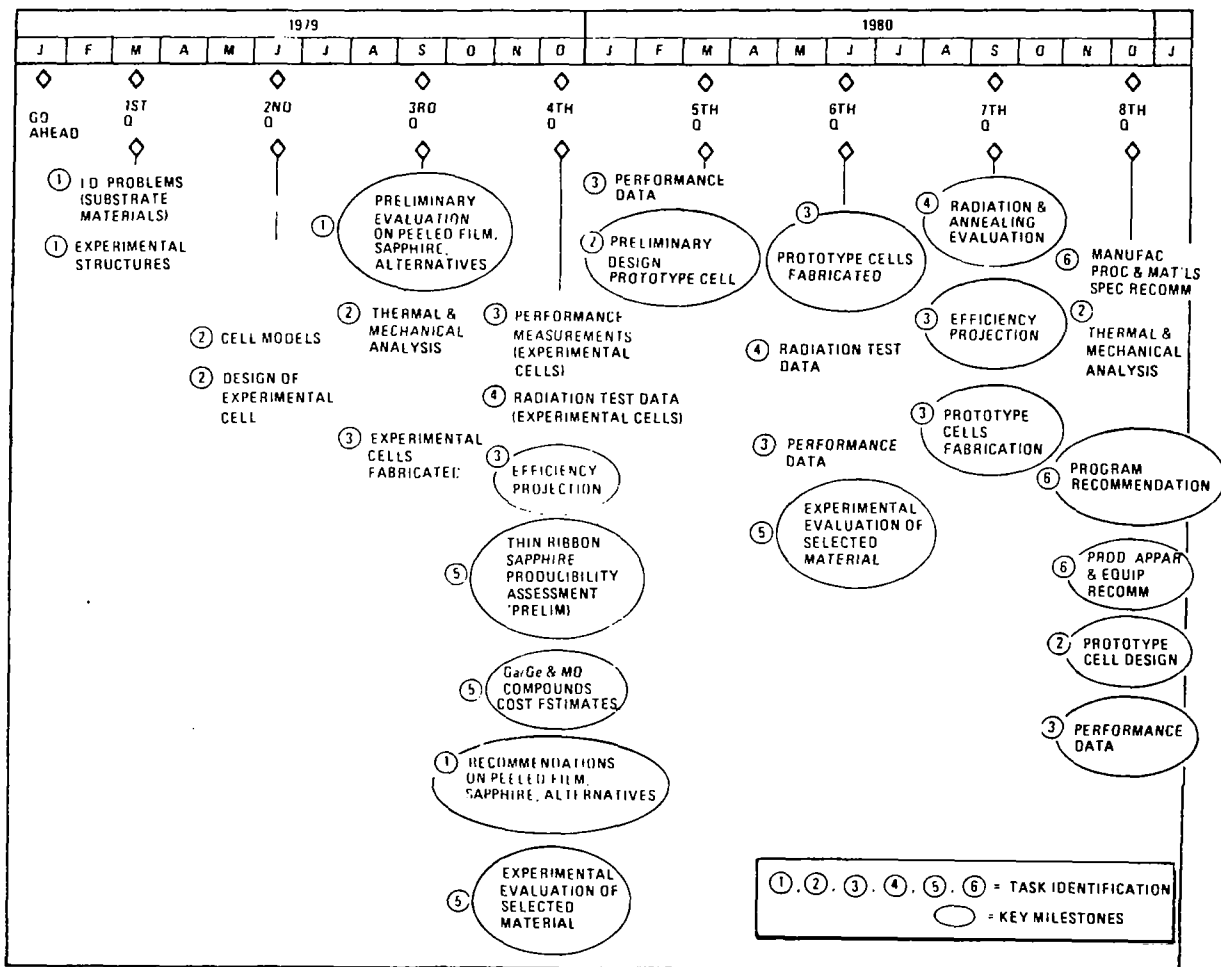 1979 1980
J F M A M J J A S O N D J F M A M J J A S O N D J
GO
AHEAD
1ST
Q
2ND
Q
3RD
Q
4TH
Q
5TH
Q
6TH
Q
7TH
Q
8TH
Q
1 I D PROBLEMS
(SUBSTRATE
MATERIALS)
1 EXPERIMENTAL
STRUCTURES
2 CELL MODELS
2 DESIGN OF
EXPERIMENTAL
CELL
1 PRELIMINARY
EVALUATION
ON PEELED FILM,
SAPPHIRE,
ALTERNATIVES
2 THERMAL &
MECHANICAL
ANALYSIS
3 EXPERIMENTAL
CELLS
FABRICATED
3 PERFORMANCE
MEASUREMENTS
(EXPERIMENTAL
CELLS)
4 RADIATION TEST DATA
(EXPERIMENTAL CELLS)
3 EFFICIENCY
PROJECTION
5 THIN RIBBON
SAPPHIRE
PRODUCIBILITY
ASSESSMENT
(PRELIM)
5 Ga/Ge & MO
COMPOUNDS
COST ESTIMATES
1 RECOMMENDATIONS
ON PEELED FILM,
SAPPHIRE, ALTERNATIVES
5 EXPERIMENTAL
EVALUATION OF
SELECTED
MATERIAL
3 PERFORMANCE
DATA
2 PRELIMINARY
DESIGN
PROTOTYPE CELL
3 PROTOTYPE CELLS
FABRICATED
4 RADIATION TEST
DATA
3 PERFORMANCE
DATA
5 EXPERIMENTAL
EVALUATION OF
SELECTED
MATERIAL
4 RADIATION &
ANNEALING
EVALUATION
3 EFFICIENCY
PROJECTION
3 PROTOTYPE
CELLS
FABRICATION
6 MANUFAC
PROC & MAT'LS
SPEC RECOMM
2 THERMAL &
MECHANICAL
ANALYSIS
6 PROGRAM
RECOMMENDATION
6 PROD APPAR
& EQUIP
RECOMM
2 PROTOTYPE
CELL DESIGN
3 PERFORMANCE
DATA
1, 2, 3, 4, 5, 6 = TASK IDENTIFICATION
= KEY MILESTONES